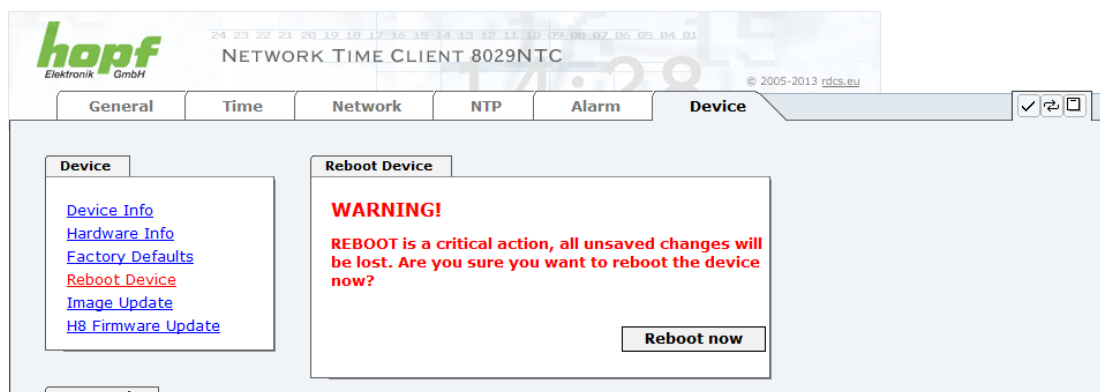 hopf
Elektronik GmbH
24 23 22 21 20 19 18 17 16 15 14 13 12 11 10 09 08 07 06 05 04 01
NETWORK TIME CLIENT 8029NTC
14:28
© 2005-2013 rdcs.eu
General Time Network NTP Alarm Device
Device
Device Info
Hardware Info
Factory Defaults
Reboot Device
Image Update
H8 Firmware Update
Reboot Device
WARNING!
REBOOT is a critical action, all unsaved changes will
be lost. Are you sure you want to reboot the device
now?
Reboot now